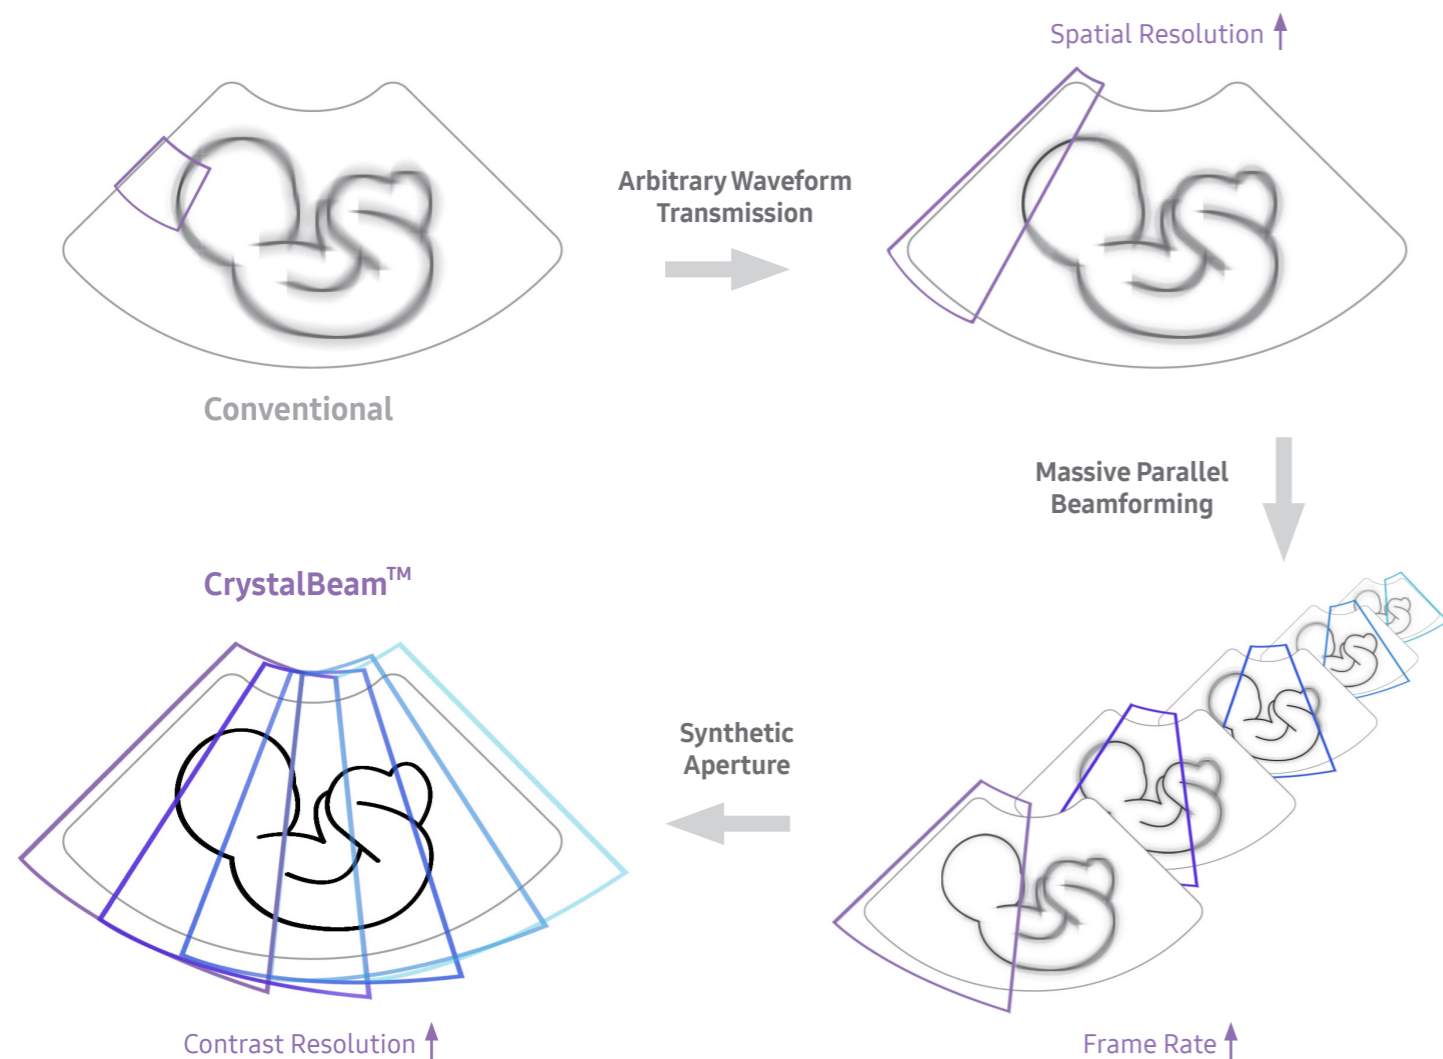 Spatial Resolution
Arbitrary Waveform
Transmission
Conventional
Massive Parallel
Beamforming
CrystalBeam™
Synthetic
Aperture
Contrast Resolution
Frame Rate